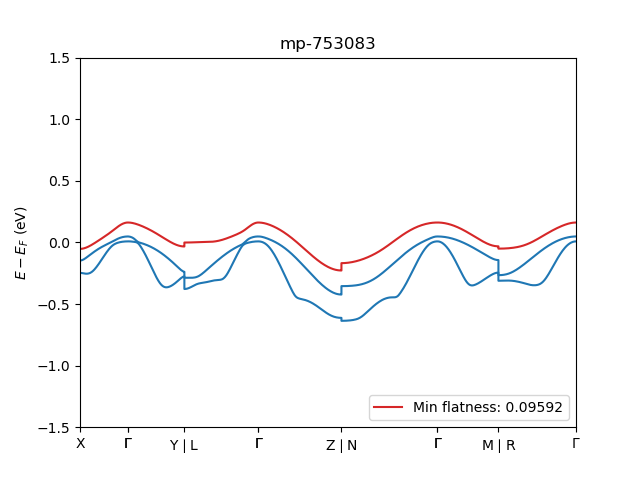 mp-753083
1.5
1.0
0.5
0.0
−0.5
−1.0
−1.5
E − E_F (eV)
Min flatness: 0.09592
X Γ Y | L Γ Z | N Γ M | R Γ